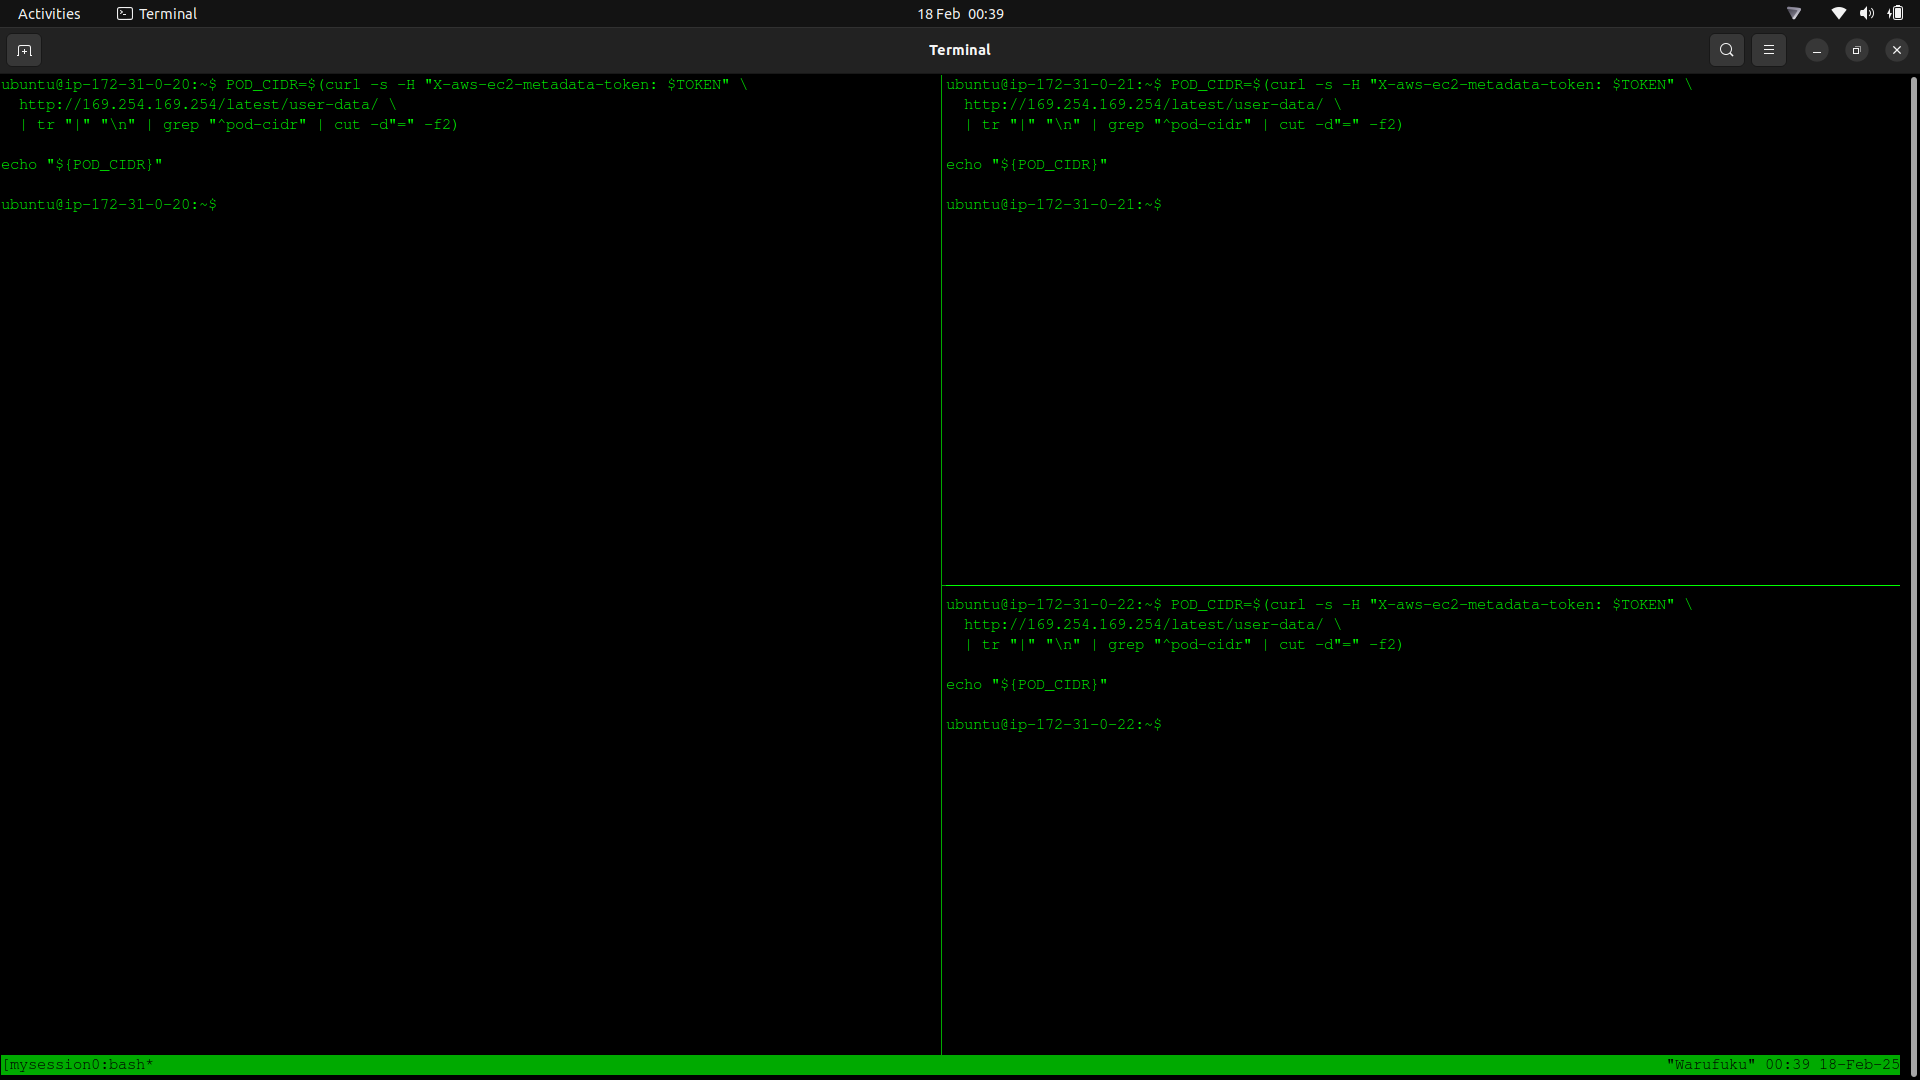 Activities Terminal 18 Feb 00:39
Terminal
ubuntu@ip-172-31-0-20:~$ POD_CIDR=$(curl -s -H "X-aws-ec2-metadata-token: $TOKEN" \
  http://169.254.169.254/latest/user-data/ \
  | tr "|" "\n" | grep "^pod-cidr" | cut -d"=" -f2)
echo "${POD_CIDR}"
ubuntu@ip-172-31-0-20:~$
ubuntu@ip-172-31-0-21:~$ POD_CIDR=$(curl -s -H "X-aws-ec2-metadata-token: $TOKEN" \
  http://169.254.169.254/latest/user-data/ \
  | tr "|" "\n" | grep "^pod-cidr" | cut -d"=" -f2)
echo "${POD_CIDR}"
ubuntu@ip-172-31-0-21:~$
ubuntu@ip-172-31-0-22:~$ POD_CIDR=$(curl -s -H "X-aws-ec2-metadata-token: $TOKEN" \
  http://169.254.169.254/latest/user-data/ \
  | tr "|" "\n" | grep "^pod-cidr" | cut -d"=" -f2)
echo "${POD_CIDR}"
ubuntu@ip-172-31-0-22:~$
[mysession0:bash* "Warufuku" 00:39 18-Feb-25